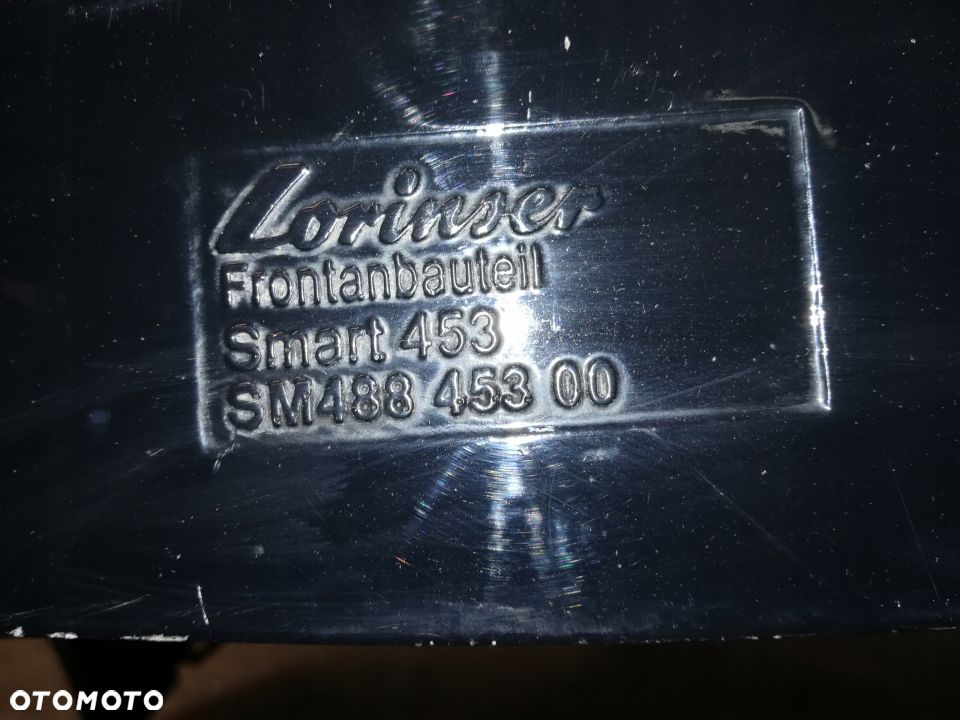 Lorinser
Frontanbauteil
Smart 453
SM488 453 00
OTOMOTO